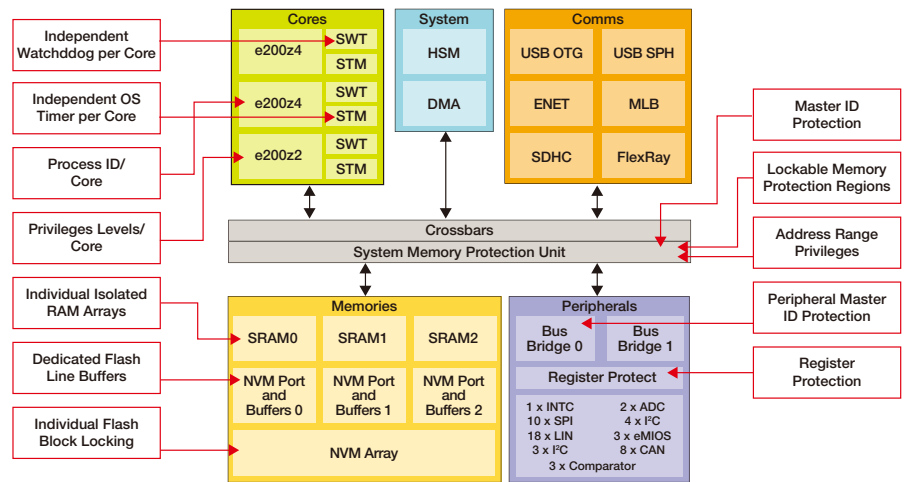 Independent
Watchddog per Core
Independent OS
Timer per Core
Process ID/
Core
Privileges Levels/
Core
Individual Isolated
RAM Arrays
Dedicated Flash
Line Buffers
Individual Flash
Block Locking
Cores
e200z4
SWT
STM
e200z4
SWT
STM
e200z2
SWT
STM
System
HSM
DMA
Comms
USB OTG
USB SPH
ENET
MLB
SDHC
FlexRay
Crossbars
System Memory Protection Unit
Memories
SRAM0
SRAM1
SRAM2
NVM Port
and
Buffers 0
NVM Port
and
Buffers 1
NVM Port
and
Buffers 2
NVM Array
Peripherals
Bus
Bridge 0
Bus
Bridge 1
Register Protect
1 x INTC
2 x ADC
10 x SPI
4 x I²C
18 x LIN
3 x eMIOS
3 x I²C
8 x CAN
3 x Comparator
Master ID
Protection
Lockable Memory
Protection Regions
Address Range
Privileges
Peripheral Master
ID Protection
Register
Protection